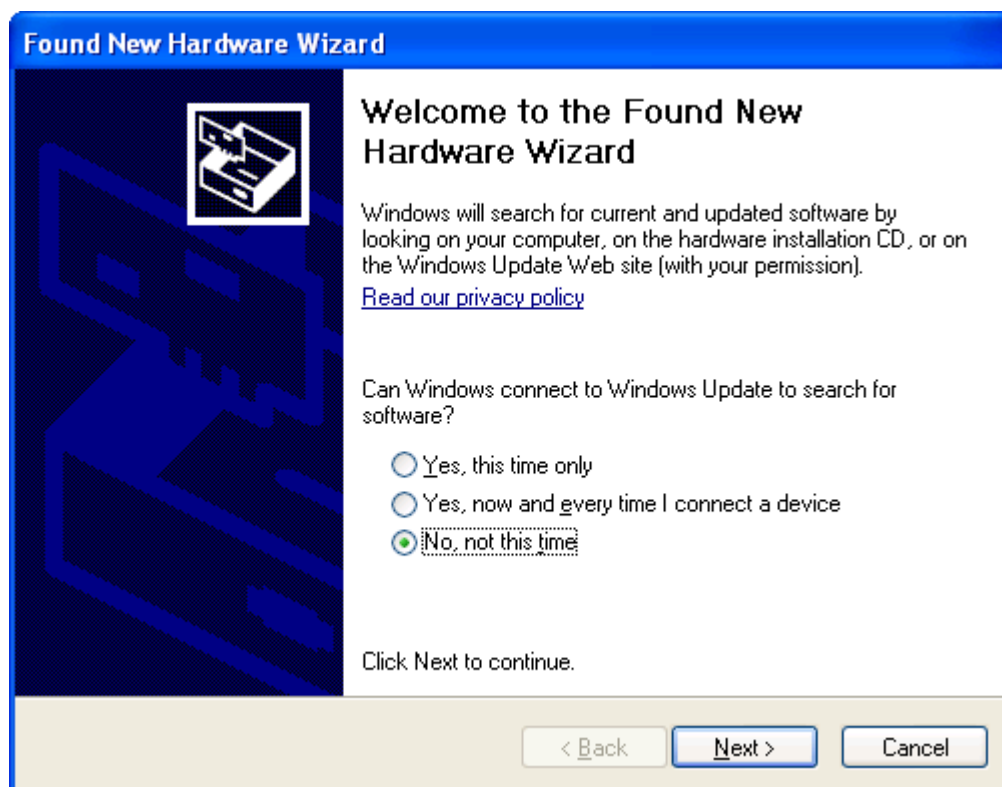 Found New Hardware Wizard
Welcome to the Found New
Hardware Wizard
Windows will search for current and updated software by
looking on your computer, on the hardware installation CD, or on
the Windows Update Web site (with your permission).
Read our privacy policy
Can Windows connect to Windows Update to search for
software?
Yes, this time only
Yes, now and every time I connect a device
No, not this time
Click Next to continue.
< Back
Next >
Cancel